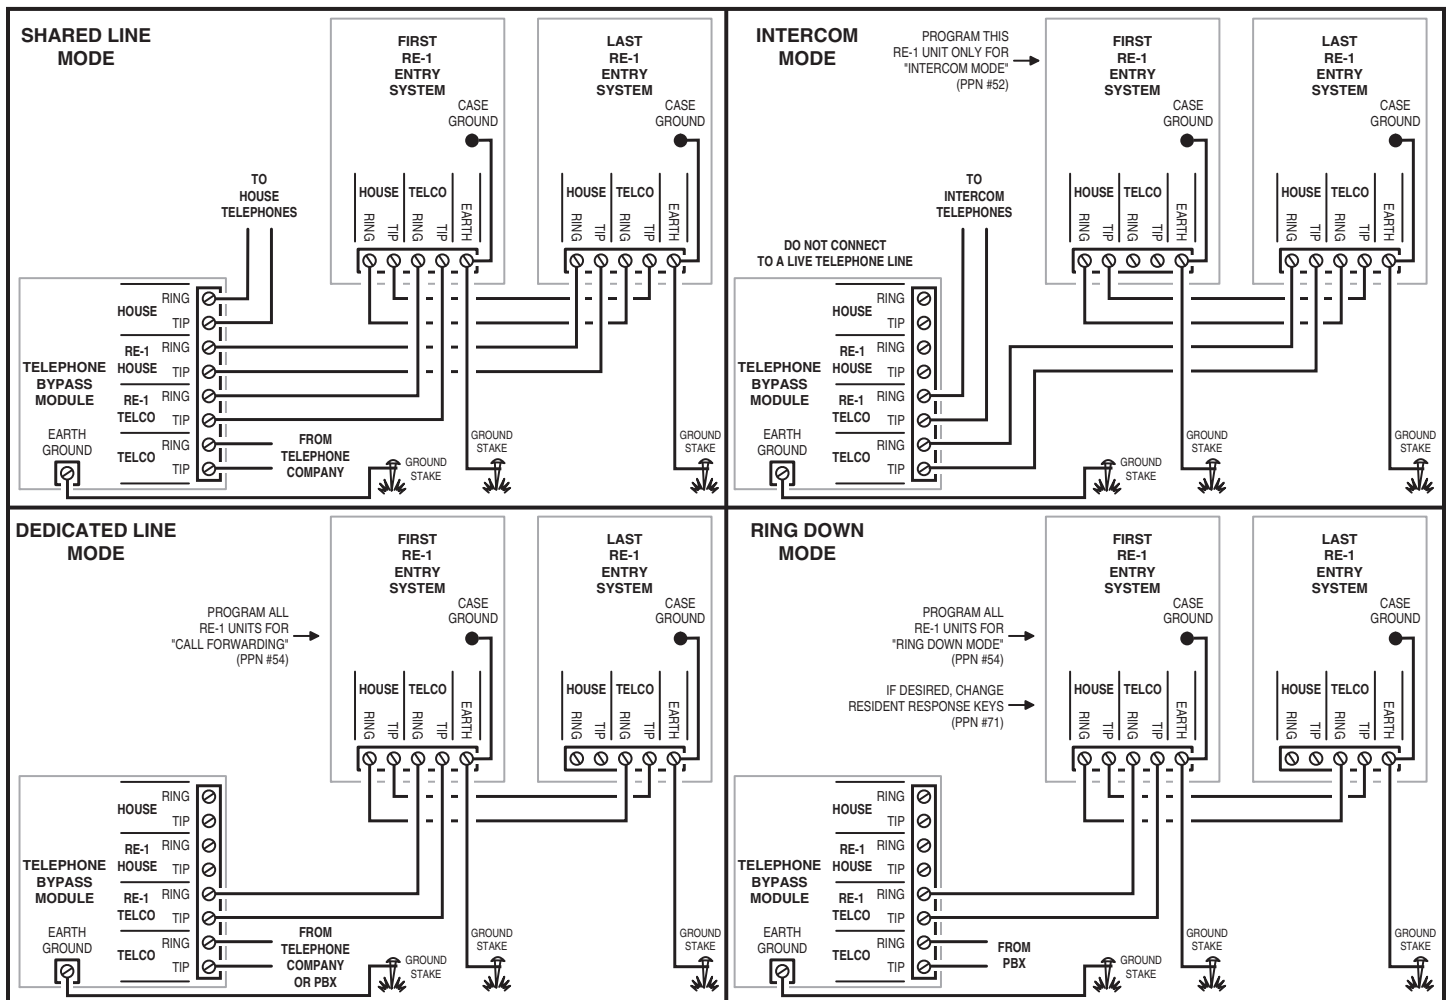 SHARED LINE
MODE
FIRST
RE-1
ENTRY
SYSTEM
CASE
GROUND
LAST
RE-1
ENTRY
SYSTEM
CASE
GROUND
TO
HOUSE
TELEPHONES
HOUSE
TELCO
RING
TIP
RING
TIP
EARTH
HOUSE
TELCO
RING
TIP
RING
TIP
EARTH
TELEPHONE
BYPASS
MODULE
EARTH
GROUND
HOUSE
RING
TIP
RE-1
HOUSE
RING
TIP
RE-1
TELCO
RING
TIP
TELCO
RING
TIP
FROM
TELEPHONE
COMPANY
GROUND
STAKE
GROUND
STAKE
GROUND
STAKE
INTERCOM
MODE
PROGRAM THIS
RE-1 UNIT ONLY FOR
"INTERCOM MODE"
(PPN #52)
FIRST
RE-1
ENTRY
SYSTEM
CASE
GROUND
LAST
RE-1
ENTRY
SYSTEM
CASE
GROUND
TO
INTERCOM
TELEPHONES
DO NOT CONNECT
TO A LIVE TELEPHONE LINE
HOUSE
TELCO
RING
TIP
RING
TIP
EARTH
HOUSE
TELCO
RING
TIP
RING
TIP
EARTH
TELEPHONE
BYPASS
MODULE
EARTH
GROUND
HOUSE
RING
TIP
RE-1
HOUSE
RING
TIP
RE-1
TELCO
RING
TIP
TELCO
RING
TIP
GROUND
STAKE
GROUND
STAKE
GROUND
STAKE
DEDICATED LINE
MODE
PROGRAM ALL
RE-1 UNITS FOR
"CALL FORWARDING"
(PPN #54)
FIRST
RE-1
ENTRY
SYSTEM
CASE
GROUND
LAST
RE-1
ENTRY
SYSTEM
CASE
GROUND
HOUSE
TELCO
RING
TIP
RING
TIP
EARTH
HOUSE
TELCO
RING
TIP
RING
TIP
EARTH
TELEPHONE
BYPASS
MODULE
EARTH
GROUND
HOUSE
RING
TIP
RE-1
HOUSE
RING
TIP
RE-1
TELCO
RING
TIP
TELCO
RING
TIP
FROM
TELEPHONE
COMPANY
OR PBX
GROUND
STAKE
GROUND
STAKE
GROUND
STAKE
RING DOWN
MODE
PROGRAM ALL
RE-1 UNITS FOR
"RING DOWN MODE"
(PPN #54)
IF DESIRED, CHANGE
RESIDENT RESPONSE KEYS
(PPN #71)
FIRST
RE-1
ENTRY
SYSTEM
CASE
GROUND
LAST
RE-1
ENTRY
SYSTEM
CASE
GROUND
HOUSE
TELCO
RING
TIP
RING
TIP
EARTH
HOUSE
TELCO
RING
TIP
RING
TIP
EARTH
TELEPHONE
BYPASS
MODULE
EARTH
GROUND
HOUSE
RING
TIP
RE-1
HOUSE
RING
TIP
RE-1
TELCO
RING
TIP
TELCO
RING
TIP
FROM
PBX
GROUND
STAKE
GROUND
STAKE
GROUND
STAKE